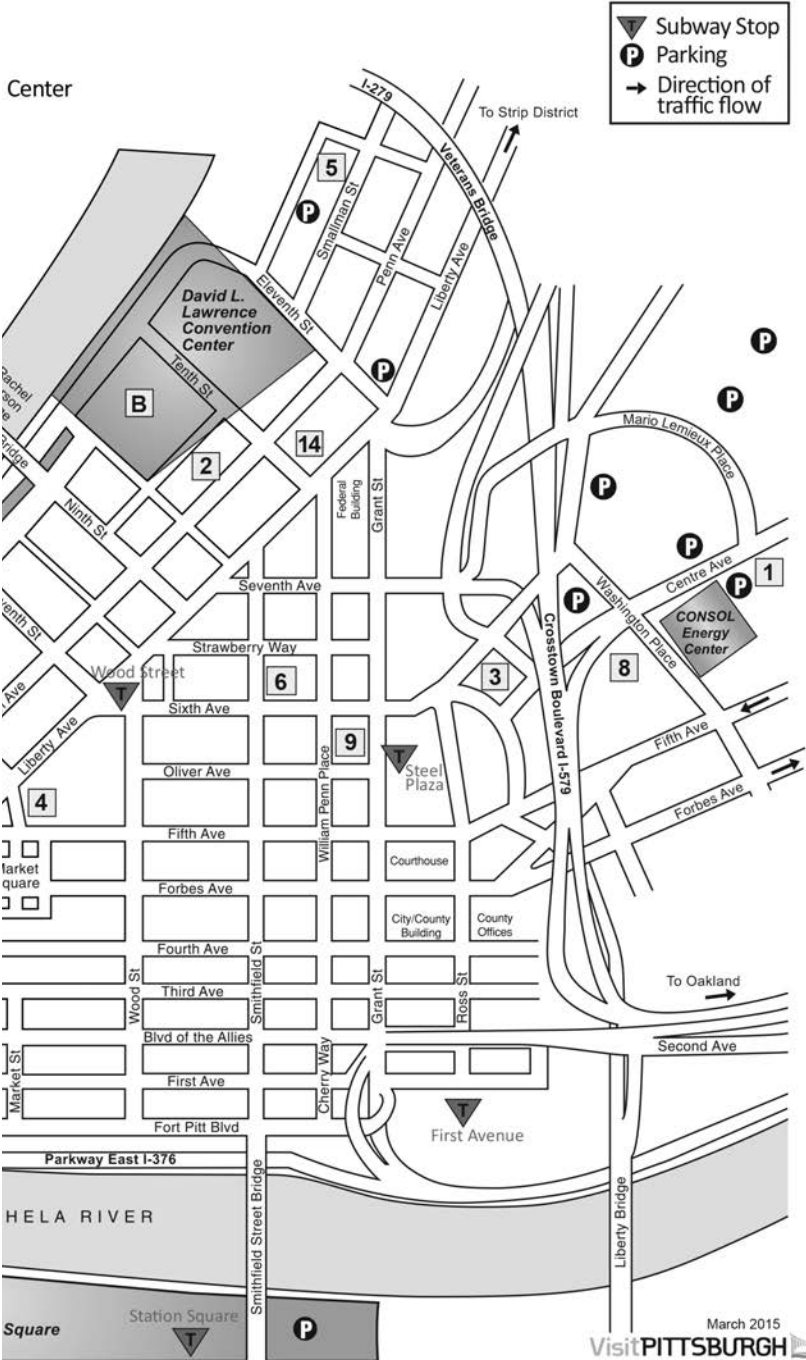 Subway Stop
Parking
Direction of
traffic flow
T
P
Center
I-279
To Strip District
Veterans Bridge
5
P
Smallman St
Penn Ave
Liberty Ave
Eleventh St
David L.
Lawrence
Convention
Center
Tenth St
P
P
P
Rachel
Bridge
B
14
2
Mario Lemieux Place
Federal
Building
Grant St
P
Ninth St
P
Centre Ave
1
P
Seventh Ave
P
Washington Place
CONSOL
Energy
Center
Crosstown Boulevard I-579
Strawberry Way
Wood Street
T
6
3
8
Sixth Ave
9
T
Steel
Plaza
Fifth Ave
Liberty Ave
William Penn Place
Oliver Ave
4
Forbes Ave
Fifth Ave
Courthouse
Forbes Ave
City/County
Building
County
Offices
Fourth Ave
Wood St
Smithfield St
Grant St
Ross St
To Oakland
Third Ave
Blvd of the Allies
Second Ave
Market St
First Ave
Cherry Way
T
First Avenue
Fort Pitt Blvd
Parkway East I-376
HELA RIVER
Smithfield Street Bridge
Liberty Bridge
Station Square
T
P
Square
March 2015
VisitPITTSBURGH